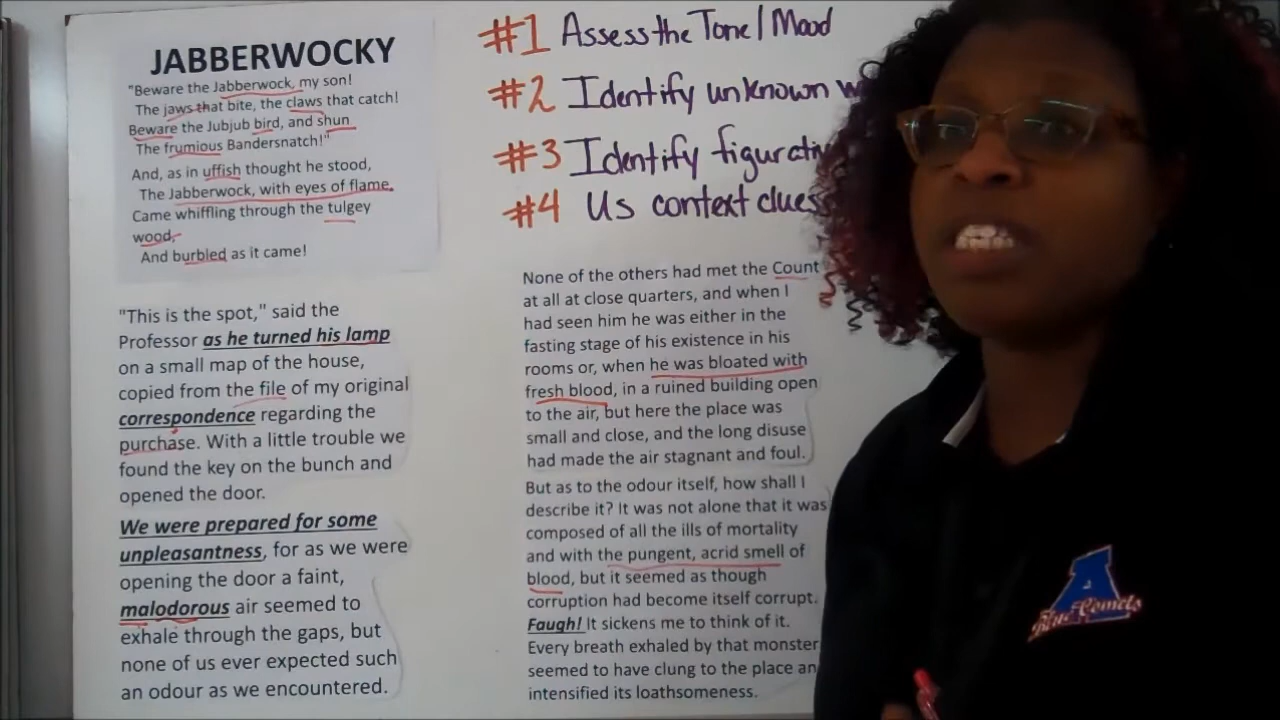 JABBERWOCKY
"Beware the Jabberwock, my son!
The jaws that bite, the claws that catch!
Beware the Jubjub bird, and shun
The frumious Bandersnatch!"
And, as in uffish thought he stood,
The Jabberwock, with eyes of flame,
Came whiffling through the tulgey
wood,
And burbled as it came!
"This is the spot," said the
Professor as he turned his lamp
on a small map of the house,
copied from the file of my original
correspondence regarding the
purchase. With a little trouble we
found the key on the bunch and
opened the door.
We were prepared for some
unpleasantness, for as we were
opening the door a faint,
malodorous air seemed to
exhale through the gaps, but
none of us ever expected such
an odour as we encountered.
#1 Assess the Tone/Mood
#2 Identify unknown
#3 Identify
#4 Us context clues
None of the others had met the Count
at all at close quarters, and when I
had seen him he was either in the
fasting stage of his existence in his
rooms or, when he was bloated with
fresh blood, in a ruined building open
to the air, but here the place was
small and close, and the long disuse
had made the air stagnant and foul.
But as to the odour itself, how shall I
describe it? It was not alone that it was
composed of all the ills of mortality
and with the pungent, acrid smell of
blood, but it seemed as though
corruption had become itself corrupt.
Faugh! It sickens me to think of it.
Every breath exhaled by that monster
seemed to have clung to the place an
intensified its loathsomeness.
A
Blue Comets